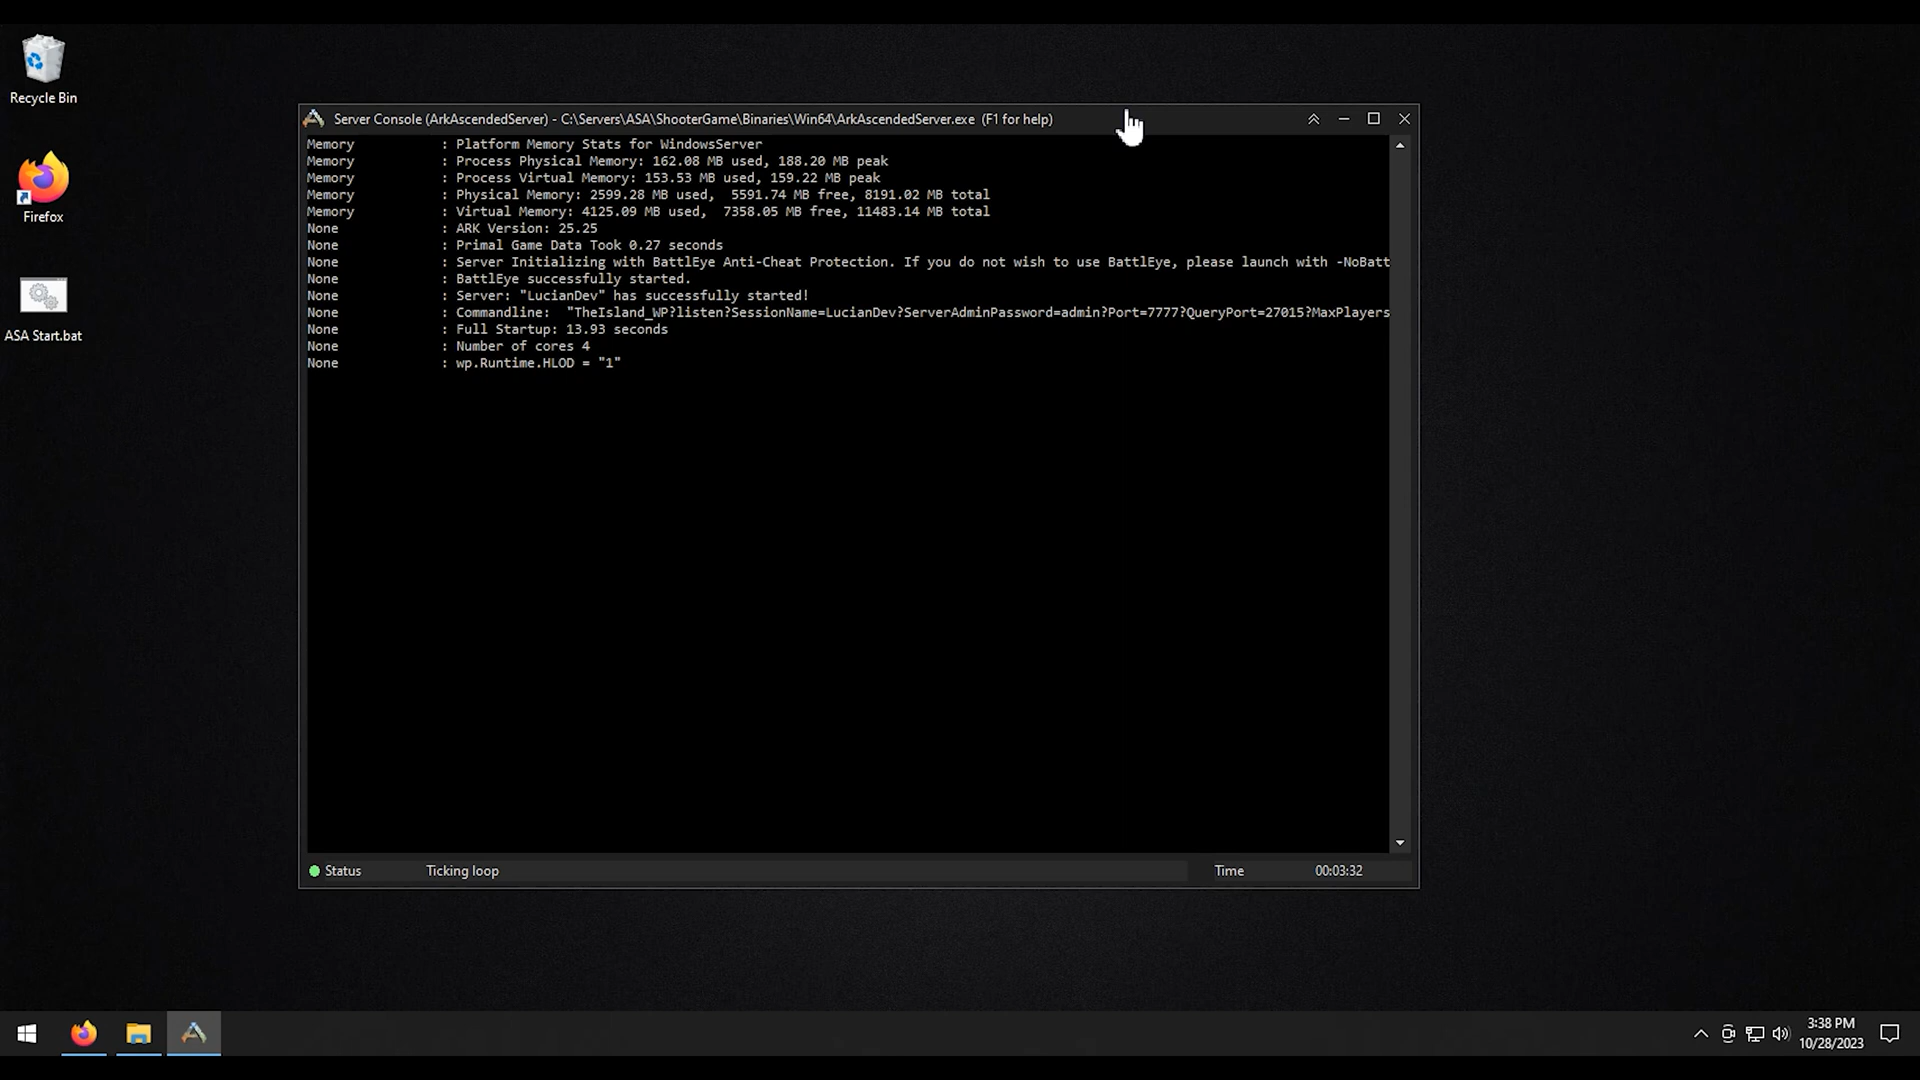 Recycle Bin
Firefox
ASA Start.bat
Server Console (ArkAscendedServer) - C:\Servers\ASA\ShooterGame\Binaries\Win64\ArkAscendedServer.exe (F1 for help)
Memory : Platform Memory Stats for WindowsServer
Memory : Process Physical Memory: 162.08 MB used, 188.20 MB peak
Memory : Process Virtual Memory: 153.53 MB used, 159.22 MB peak
Memory : Physical Memory: 2599.28 MB used, 5591.74 MB free, 8191.02 MB total
Memory : Virtual Memory: 4125.09 MB used, 7358.05 MB free, 11483.14 MB total
None : ARK Version: 25.25
None : Primal Game Data Took 0.27 seconds
None : Server Initializing with BattlEye Anti-Cheat Protection. If you do not wish to use BattlEye, please launch with -NoBatt
None : BattlEye successfully started.
None : Server: "LucianDev" has successfully started!
None : Commandline: "TheIsland_WP?listen?SessionName=LucianDev?ServerAdminPassword=admin?Port=7777?QueryPort=27015?MaxPlayers
None : Full Startup: 13.93 seconds
None : Number of cores 4
None : wp.Runtime.HLOD = "1"
Status Ticking loop Time 00:03:32
3:38 PM
10/28/2023